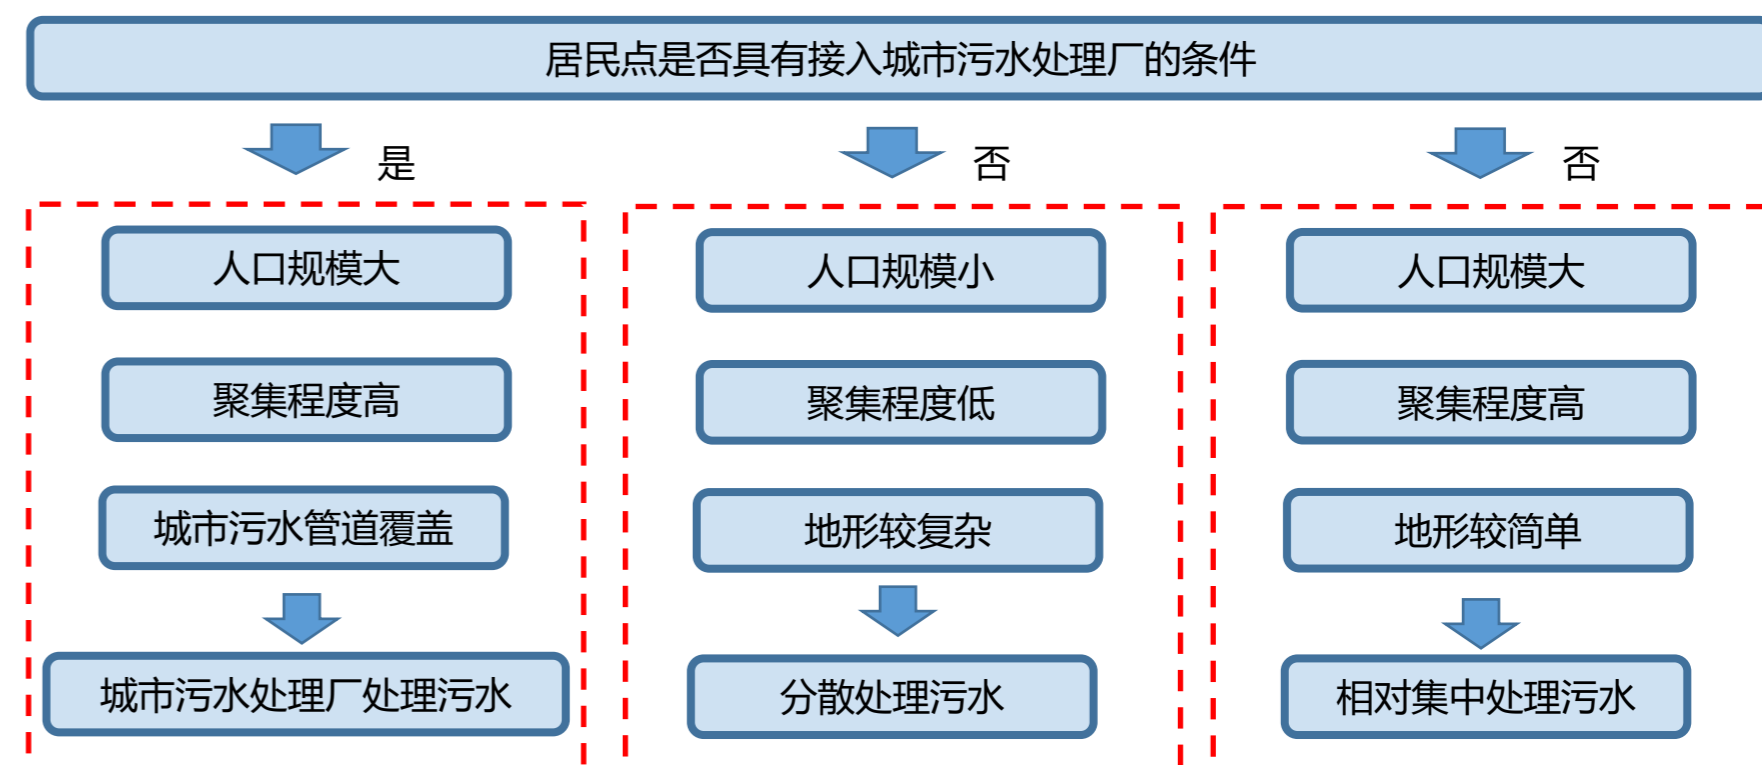 居民点是否具有接入城市污水处理厂的条件
是
否
否
人口规模大
聚集程度高
城市污水管道覆盖
城市污水处理厂处理污水
人口规模小
聚集程度低
地形较复杂
分散处理污水
人口规模大
聚集程度高
地形较简单
相对集中处理污水